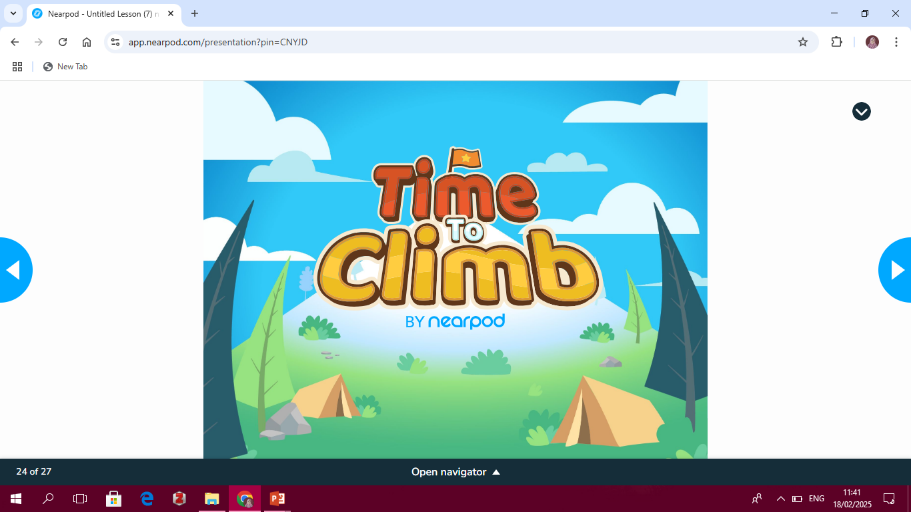 Nearpod - Untitled Lesson (7) n
app.nearpod.com/presentation?pin=CNYJD
New Tab
Time
To
Climb
BY nearpod
24 of 27
Open navigator
ENG
11:41
18/02/2025